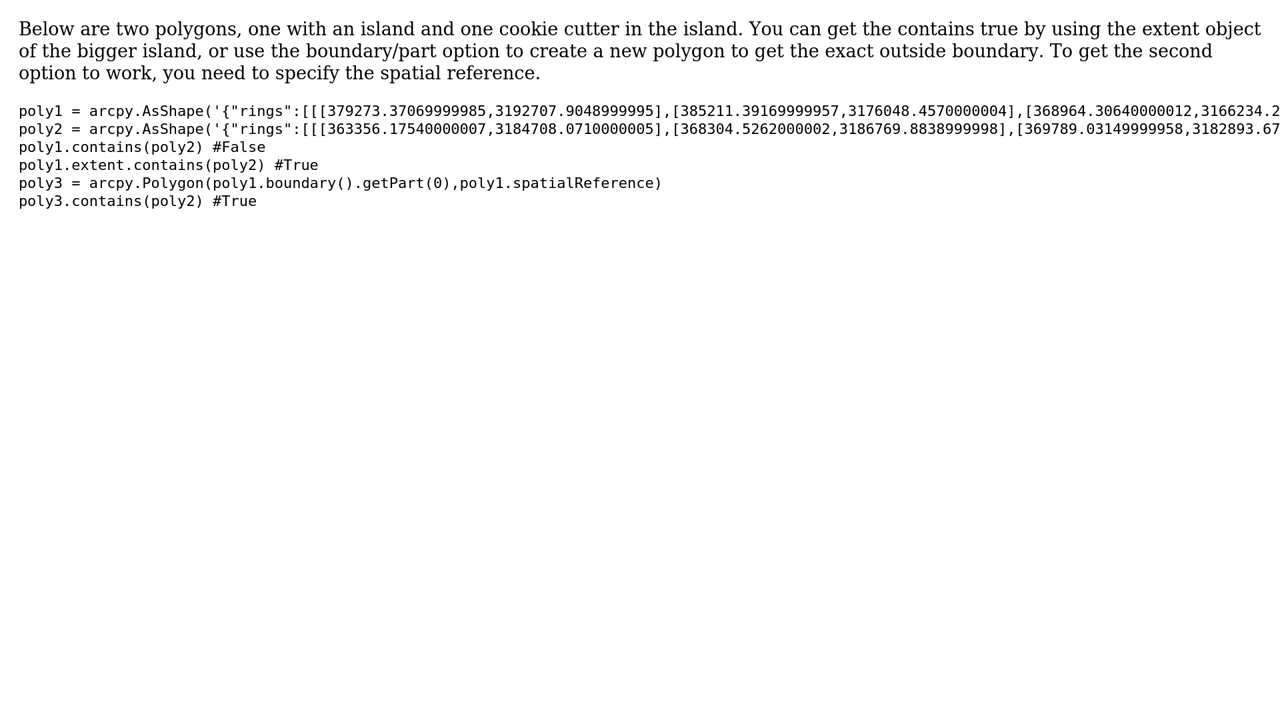 Below are two polygons, one with an island and one cookie cutter in the island. You can get the contains true by using the extent object
of the bigger island, or use the boundary/part option to create a new polygon to get the exact outside boundary. To get the second
option to work, you need to specify the spatial reference.
poly1 = arcpy.AsShape('{"rings":[[[379273.37069999985,3192707.9048999995],[385211.39169999957,3176048.4570000004],[368964.30640000012,3166234.2
poly2 = arcpy.AsShape('{"rings":[[[363356.17540000007,3184708.0710000005],[368304.5262000002,3186769.8838999998],[369789.03149999958,3182893.67
poly1.contains(poly2) #False
poly1.extent.contains(poly2) #True
poly3 = arcpy.Polygon(poly1.boundary().getPart(0),poly1.spatialReference)
poly3.contains(poly2) #True